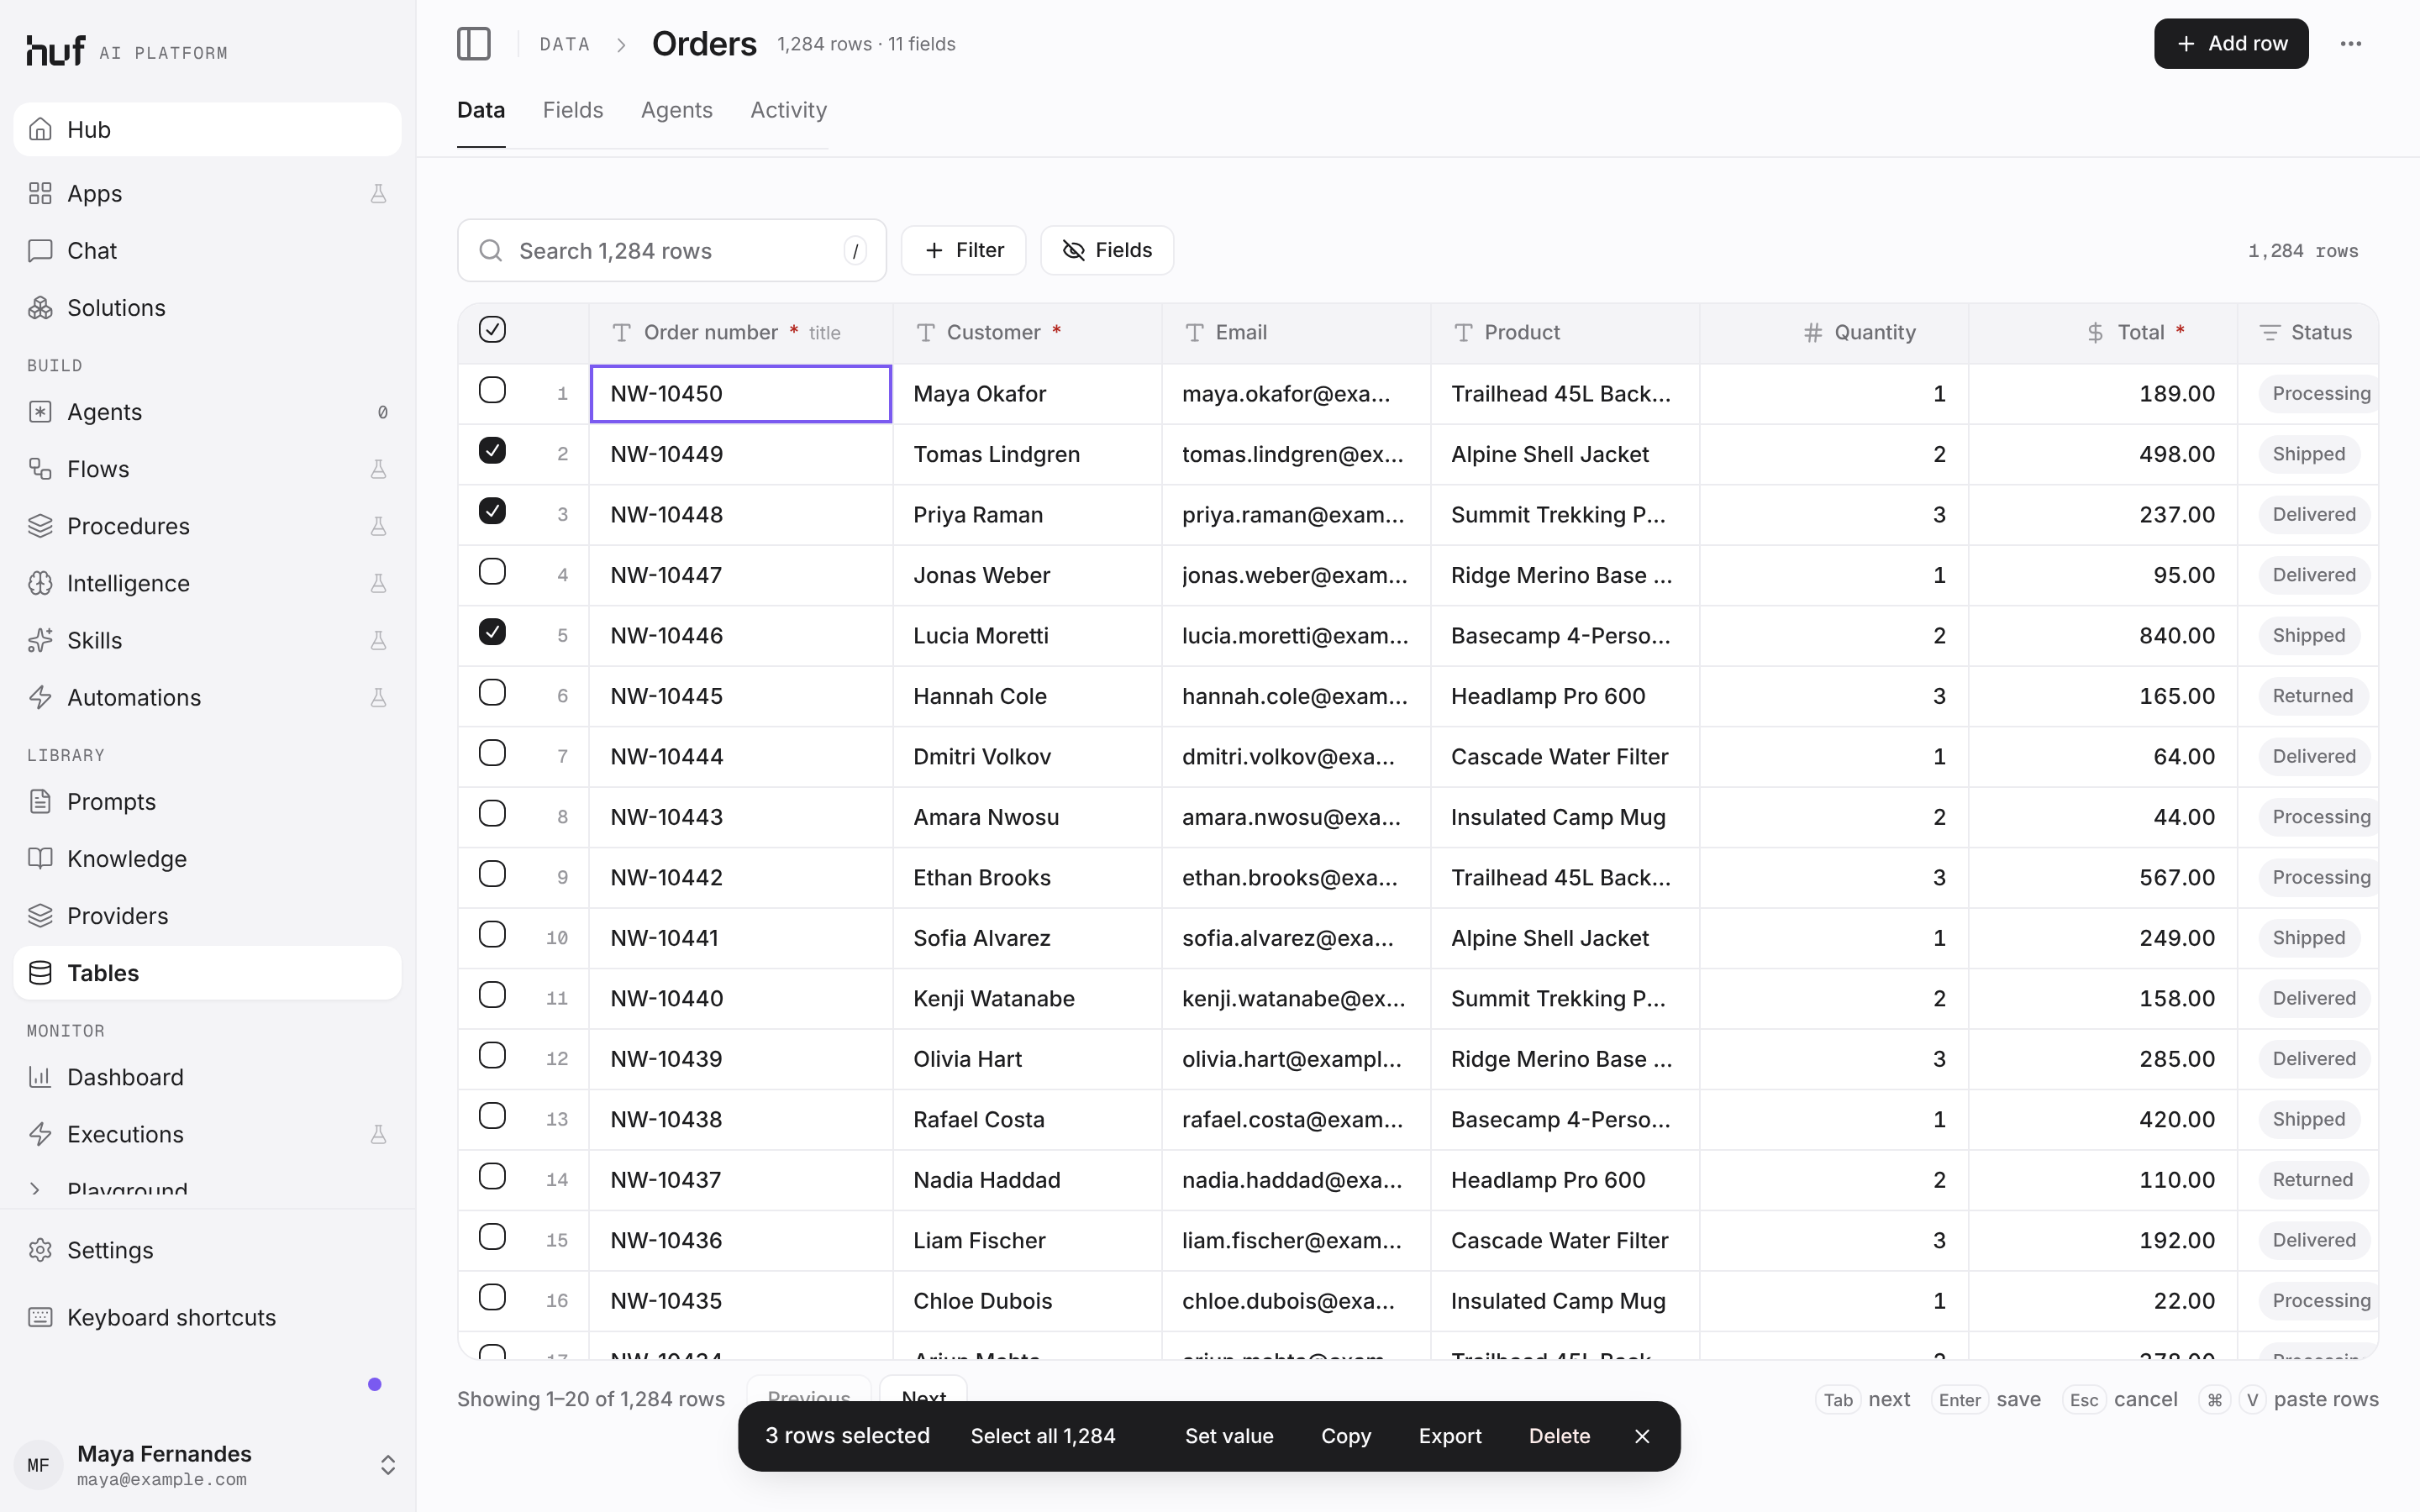 huf AI PLATFORM
Hub
Apps
Chat
Solutions
BUILD
Agents 0
Flows
Procedures
Intelligence
Skills
Automations
LIBRARY
Prompts
Knowledge
Providers
Tables
MONITOR
Dashboard
Executions
Playground
Settings
Keyboard shortcuts
MF Maya Fernandes
maya@example.com
DATA > Orders 1,284 rows · 11 fields
+ Add row
Data Fields Agents Activity
Search 1,284 rows /
+ Filter
Fields
1,284 rows
Order number * title Customer * Email Product # Quantity $ Total * Status
1 NW-10450 Maya Okafor maya.okafor@exa... Trailhead 45L Back... 1 189.00 Processing
2 NW-10449 Tomas Lindgren tomas.lindgren@ex... Alpine Shell Jacket 2 498.00 Shipped
3 NW-10448 Priya Raman priya.raman@exam... Summit Trekking P... 3 237.00 Delivered
4 NW-10447 Jonas Weber jonas.weber@exam... Ridge Merino Base ... 1 95.00 Delivered
5 NW-10446 Lucia Moretti lucia.moretti@exam... Basecamp 4-Perso... 2 840.00 Shipped
6 NW-10445 Hannah Cole hannah.cole@exam... Headlamp Pro 600 3 165.00 Returned
7 NW-10444 Dmitri Volkov dmitri.volkov@exa... Cascade Water Filter 1 64.00 Delivered
8 NW-10443 Amara Nwosu amara.nwosu@exa... Insulated Camp Mug 2 44.00 Processing
9 NW-10442 Ethan Brooks ethan.brooks@exa... Trailhead 45L Back... 3 567.00 Processing
10 NW-10441 Sofia Alvarez sofia.alvarez@exa... Alpine Shell Jacket 1 249.00 Shipped
11 NW-10440 Kenji Watanabe kenji.watanabe@ex... Summit Trekking P... 2 158.00 Delivered
12 NW-10439 Olivia Hart olivia.hart@exampl... Ridge Merino Base ... 3 285.00 Delivered
13 NW-10438 Rafael Costa rafael.costa@exam... Basecamp 4-Perso... 1 420.00 Shipped
14 NW-10437 Nadia Haddad nadia.haddad@exa... Headlamp Pro 600 2 110.00 Returned
15 NW-10436 Liam Fischer liam.fischer@exam... Cascade Water Filter 3 192.00 Delivered
16 NW-10435 Chloe Dubois chloe.dubois@exa... Insulated Camp Mug 1 22.00 Processing
17 NW-10434 Arjun Mehta arjun.mehta@exam... Trailhead 45L Back... 2 378.00 Processing
Showing 1–20 of 1,284 rows Previous Next
Tab next Enter save Esc cancel ⌘ V paste rows
3 rows selected Select all 1,284 Set value Copy Export Delete ×